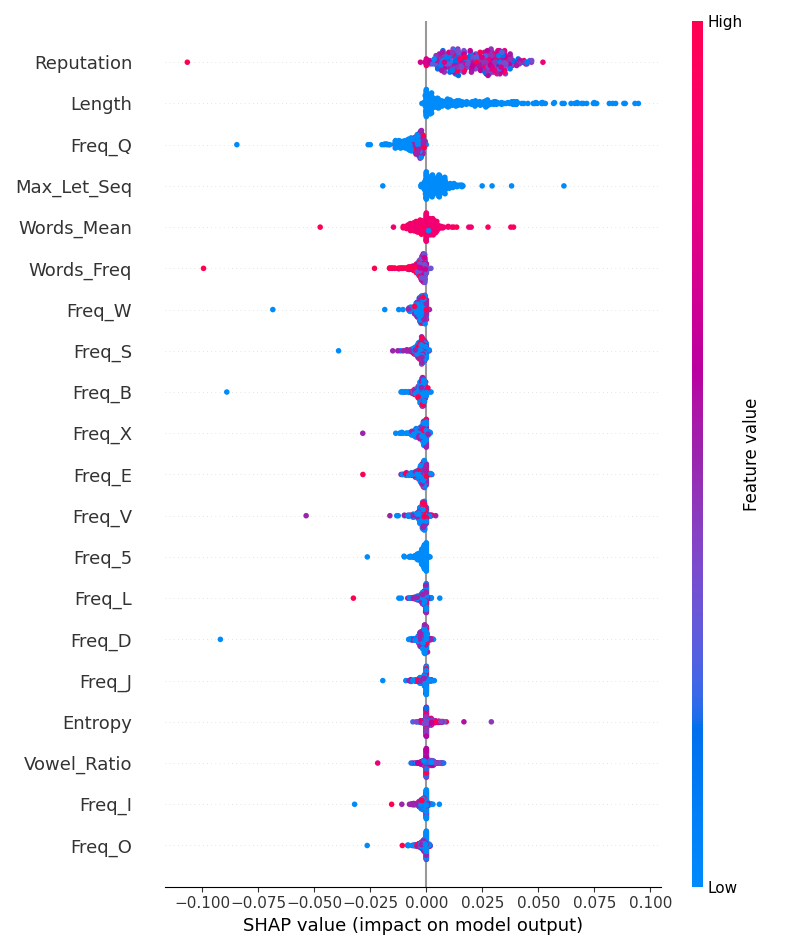 High
Reputation
Length
Freq_Q
Max_Let_Seq
Words_Mean
Words_Freq
Freq_W
Freq_S
Freq_B
Freq_X
Freq_E
Freq_V
Freq_5
Freq_L
Freq_D
Freq_J
Entropy
Vowel_Ratio
Freq_I
Freq_O
Feature value
Low
−0.100 −0.075 −0.050 −0.025 0.000 0.025 0.050 0.075 0.100
SHAP value (impact on model output)